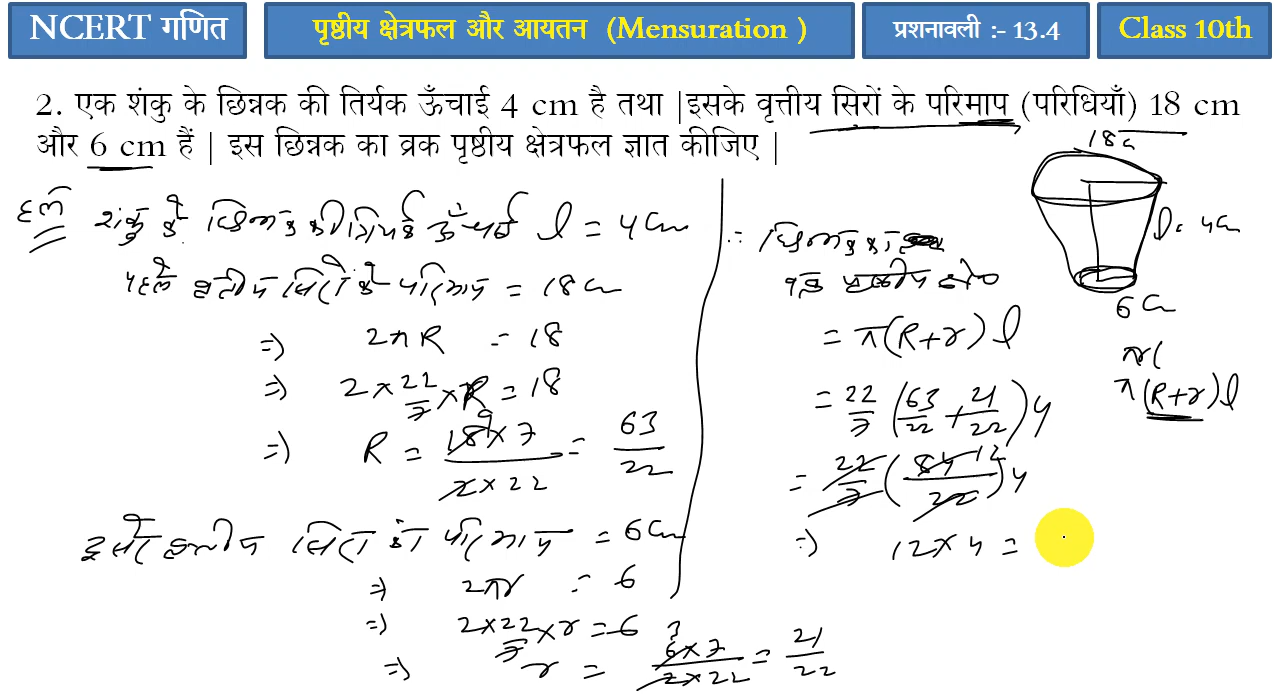 NCERT गणित
पृष्ठीय क्षेत्रफल और आयतन (Mensuration )
प्रशनावली :- 13.4
Class 10th
2. एक शंकु के छिन्नक की तिर्यक ऊँचाई 4 cm है तथा |इसके वृत्तीय सिरों के परिमाप (परिधियाँ) 18 cm
और 6 cm हैं | इस छिन्नक का व्रक पृष्ठीय क्षेत्रफल ज्ञात कीजिए |
हल शंकु के छिन्नक की तिर्यक ऊँचाई l = 4cm
पहले वृत्तीय सिरे के परिमाप = 18cm
⇒ 2πR = 18
⇒ 2 × 22/7 × R = 18
⇒ R = 18 × 7 / 2 × 22 = 63/22
दूसरे वृत्तीय सिरा का परिमाप = 6cm
⇒ 2πr = 6
⇒ 2 × 22/7 × r = 6
⇒ r = 6 × 7 / 2 × 22 = 21/22
∴ छिन्नक का
पृष्ठीय क्षे०
= π(R+r) l
= 22/7 (63/22 + 21/22) 4
= 22/7 (84/22) 4
12
⇒ 12 × 4 =
18c
l = 4cm
6cm
π(
π(R+r) l